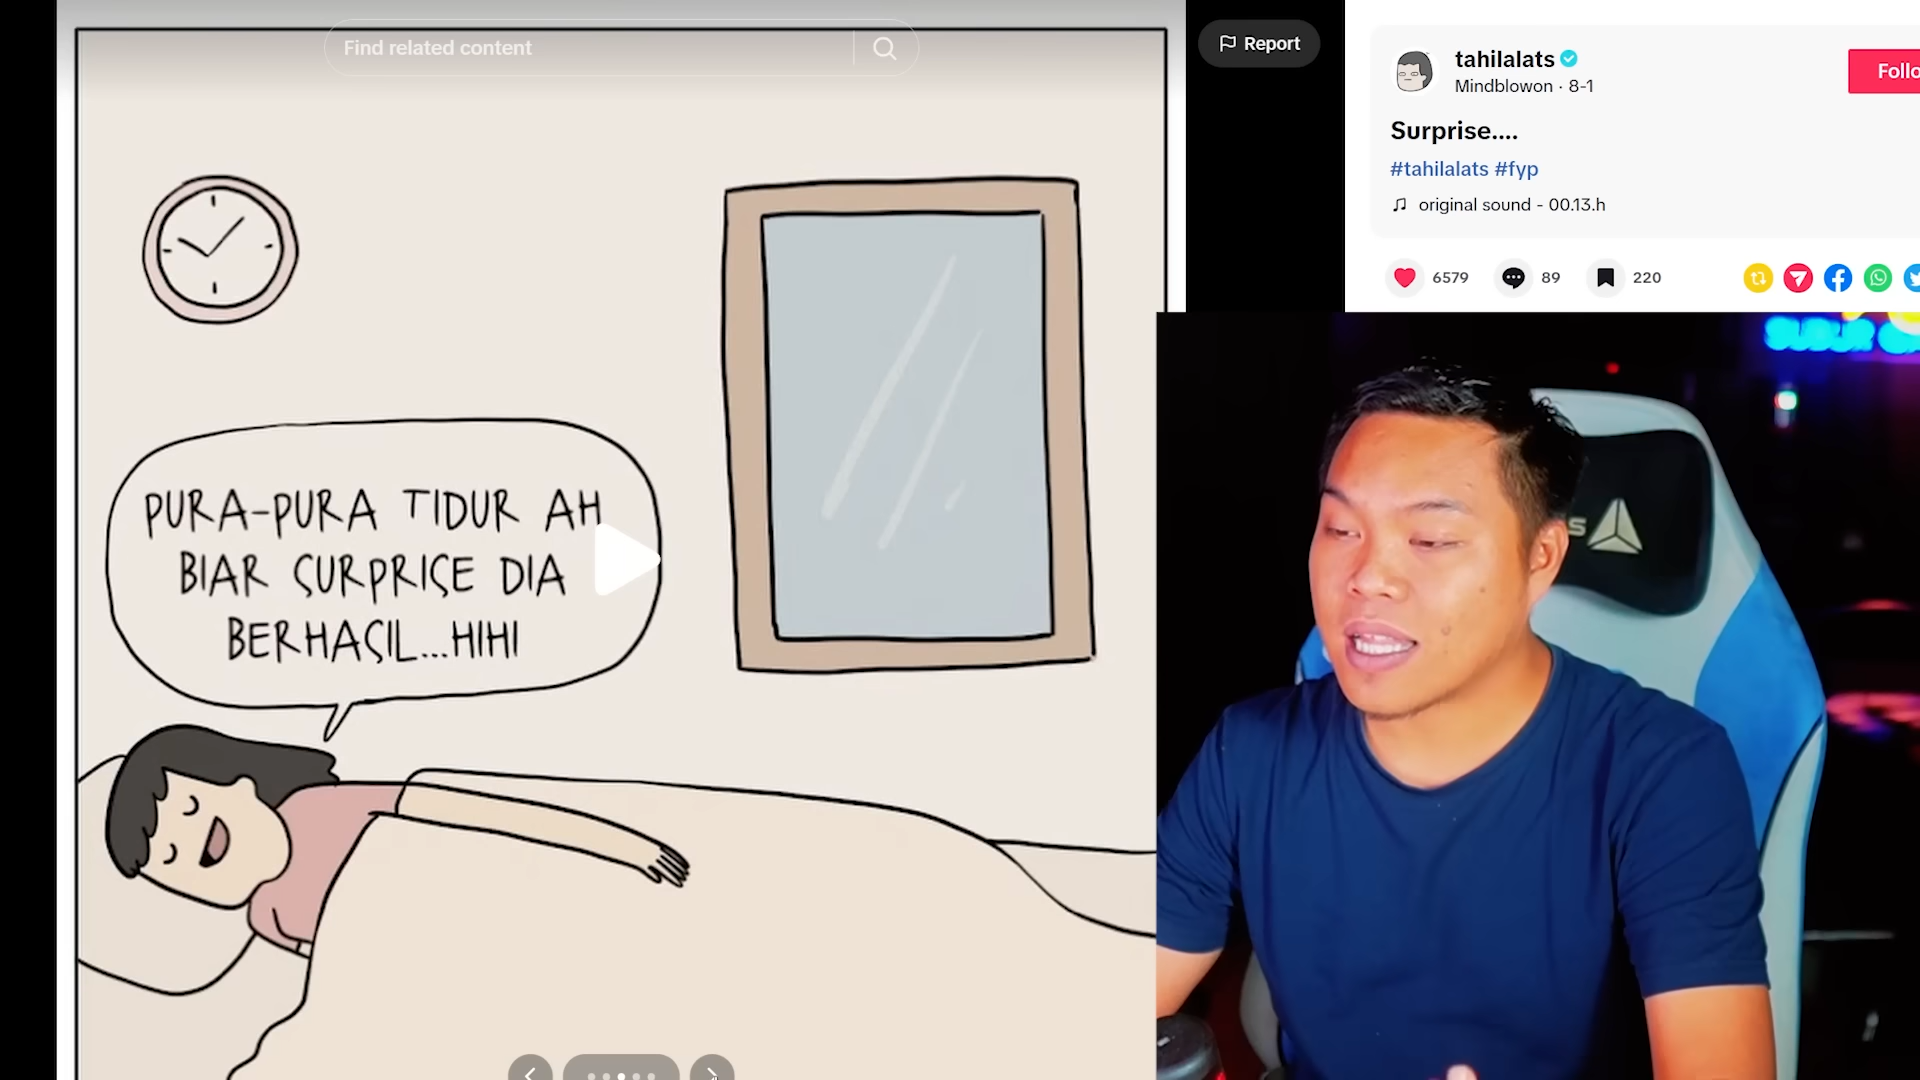 Find related content
Report
tahilalats
Mindblowon · 8-1
Follo
Surprise....
#tahilalats #fyp
original sound - 00.13.h
6579
89
220
PURA-PURA TIDUR AH
BIAR SURPRISE DIA
BERHASIL...HIHI